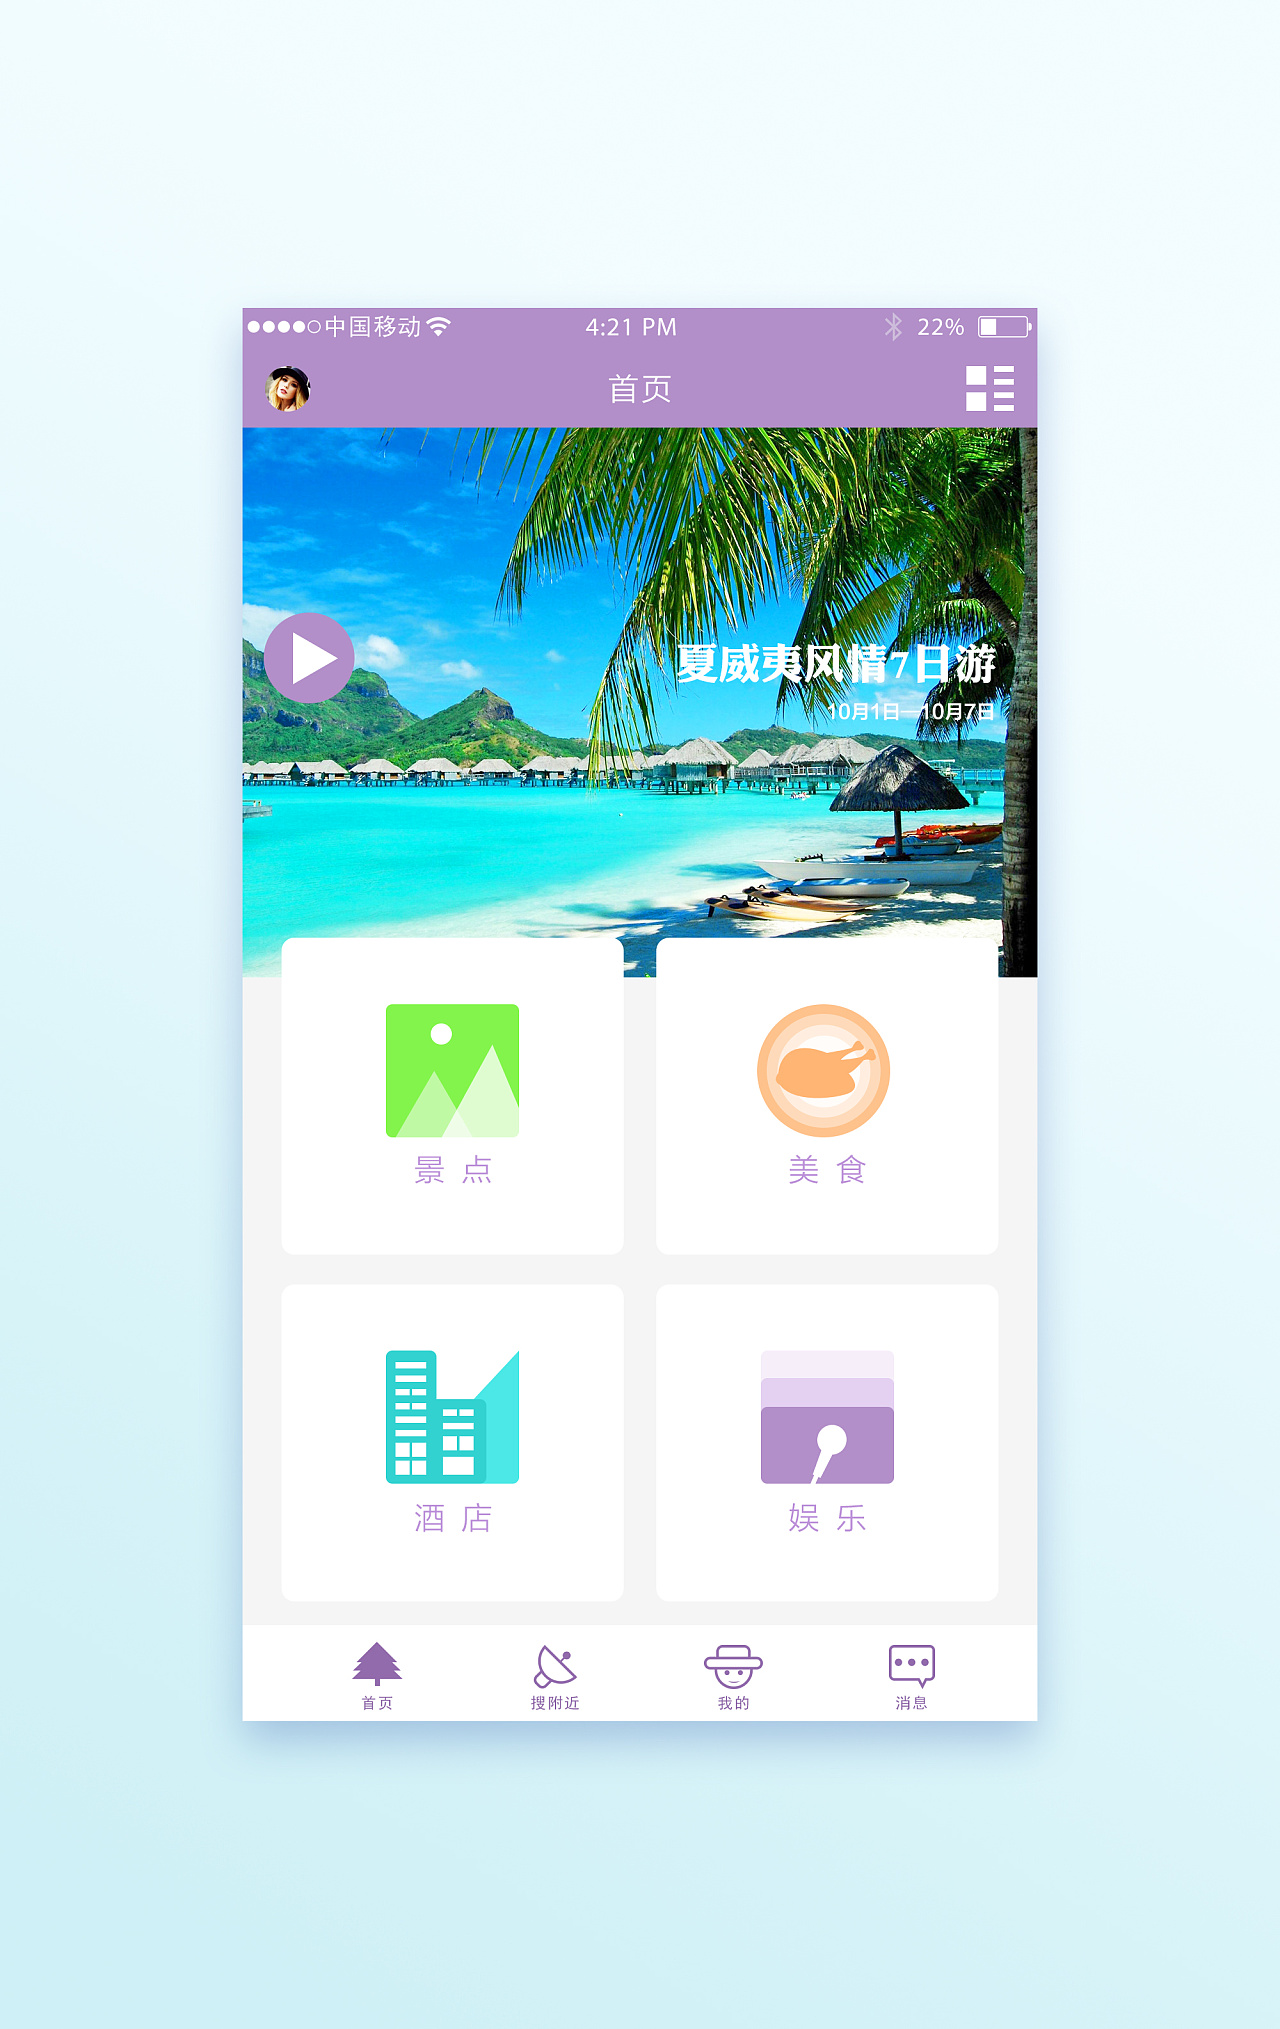 中国移动 4:21 PM 22%
首页
夏威夷风情7日游
10月1日—10月7日
景 点 美 食
酒 店 娱 乐
首页 搜附近 我的 消息